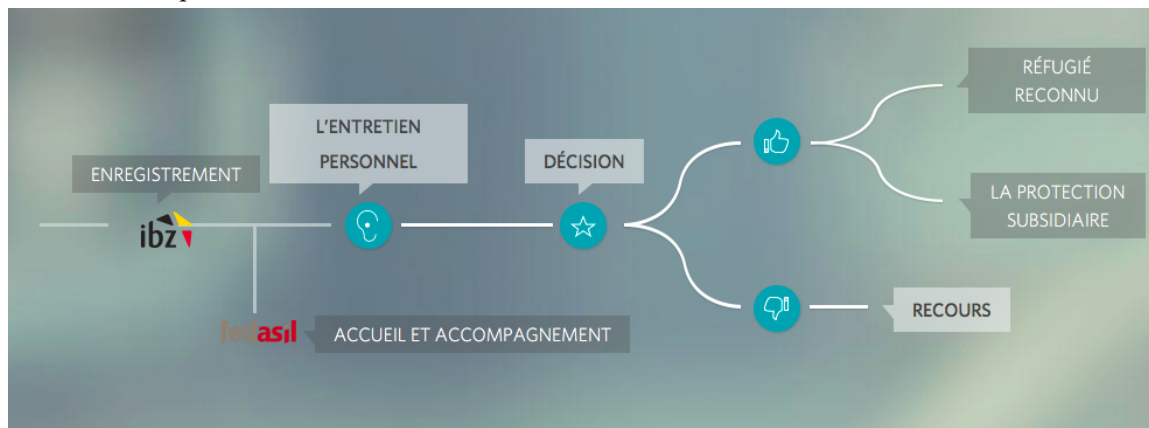 ENREGISTREMENT
ibz
L'ENTRETIEN
PERSONNEL
DÉCISION
RÉFUGIÉ
RECONNU
LA PROTECTION
SUBSIDIAIRE
RECOURS
fedasil
ACCUEIL ET ACCOMPAGNEMENT